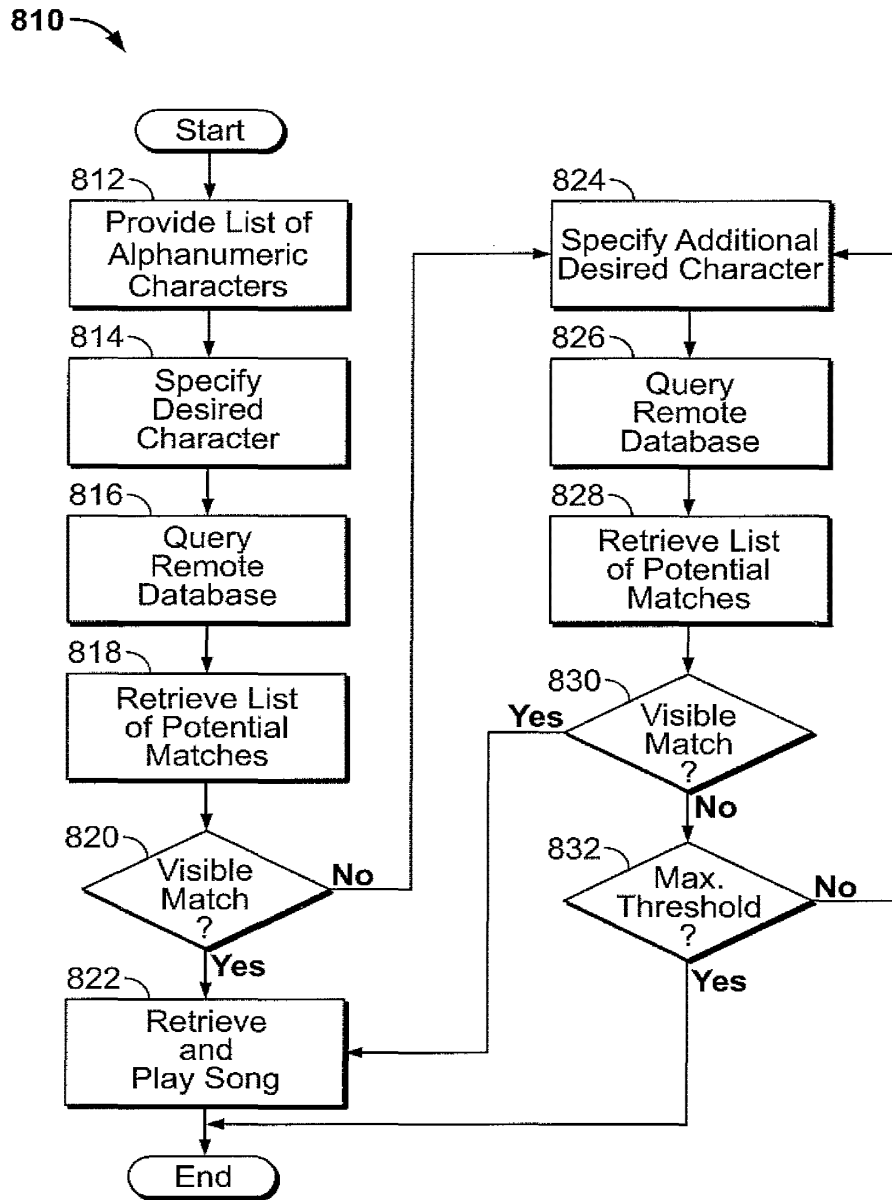 810
Start
812
Provide List of
Alphanumeric
Characters
814
Specify
Desired
Character
816
Query
Remote
Database
818
Retrieve List
of Potential
Matches
820
Visible
Match
?
No
Yes
822
Retrieve
and
Play Song
End
824
Specify Additional
Desired Character
826
Query
Remote
Database
828
Retrieve List
of Potential
Matches
830
Yes
Visible
Match
?
No
832
Max.
Threshold
?
No
Yes